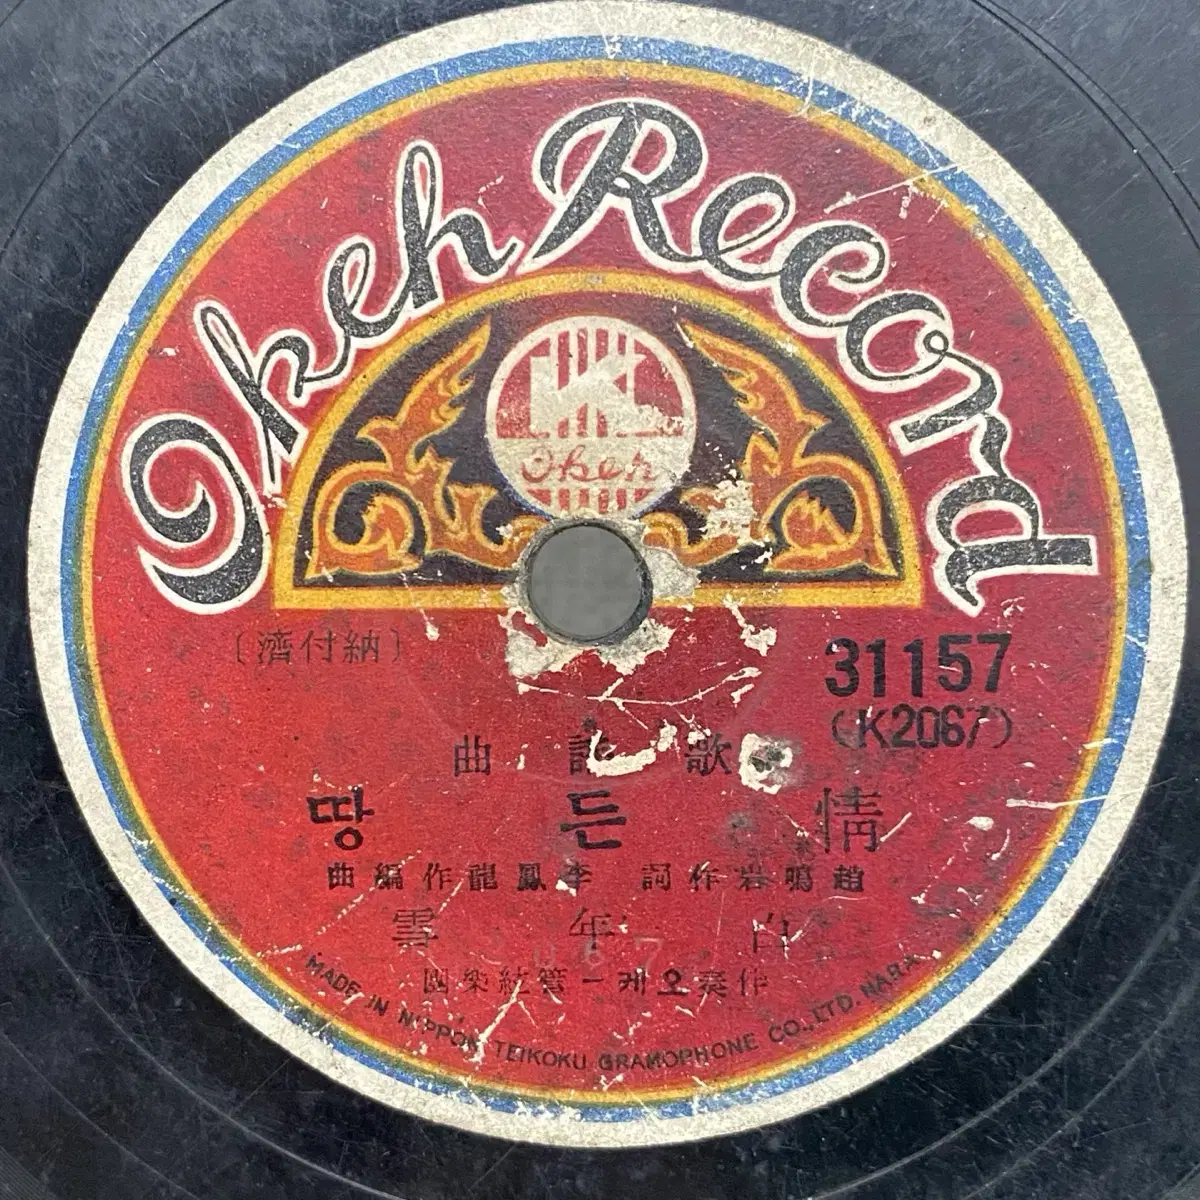 Okeh Record
Okeh
〔納付濟〕
31157
(K2067)
歌謠曲
情든땅
趙鳴岩作詞 李鳳龍作編曲
白年雪
2067
伴奏오케ー管絃樂團
MADE IN NIPPON TEIKOKU GRAMOPHONE CO., LTD. NARA